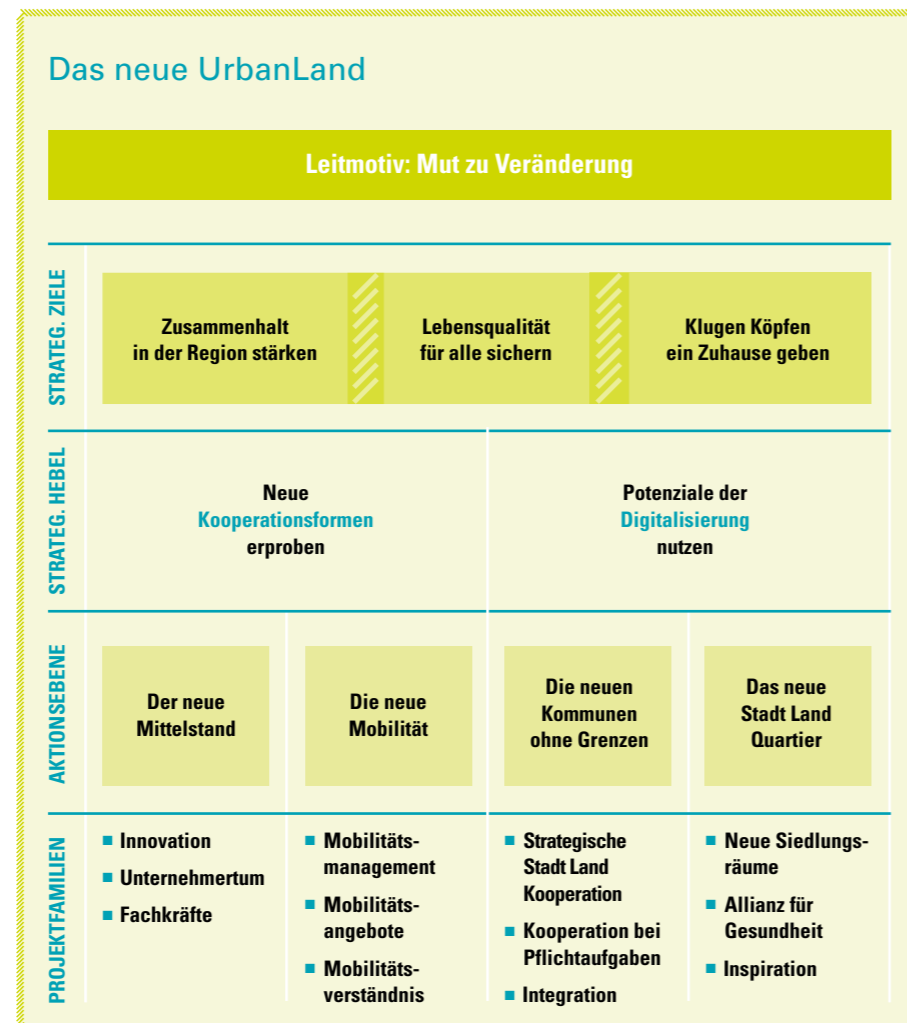 Das neue UrbanLand
Leitmotiv: Mut zu Veränderung
STRATEG. ZIELE
Zusammenhalt
in der Region stärken
Lebensqualität
für alle sichern
Klugen Köpfen
ein Zuhause geben
STRATEG. HEBEL
Neue
Kooperationsformen
erproben
Potenziale der
Digitalisierung
nutzen
AKTIONSEBENE
Der neue
Mittelstand
Die neue
Mobilität
Die neuen
Kommunen
ohne Grenzen
Das neue
Stadt Land
Quartier
PROJEKTFAMILIEN
■ Innovation
■ Unternehmertum
■ Fachkräfte
■ Mobilitäts-
management
■ Mobilitäts-
angebote
■ Mobilitäts-
verständnis
■ Strategische
Stadt Land
Kooperation
■ Kooperation bei
Pflichtaufgaben
■ Integration
■ Neue Siedlungs-
räume
■ Allianz für
Gesundheit
■ Inspiration